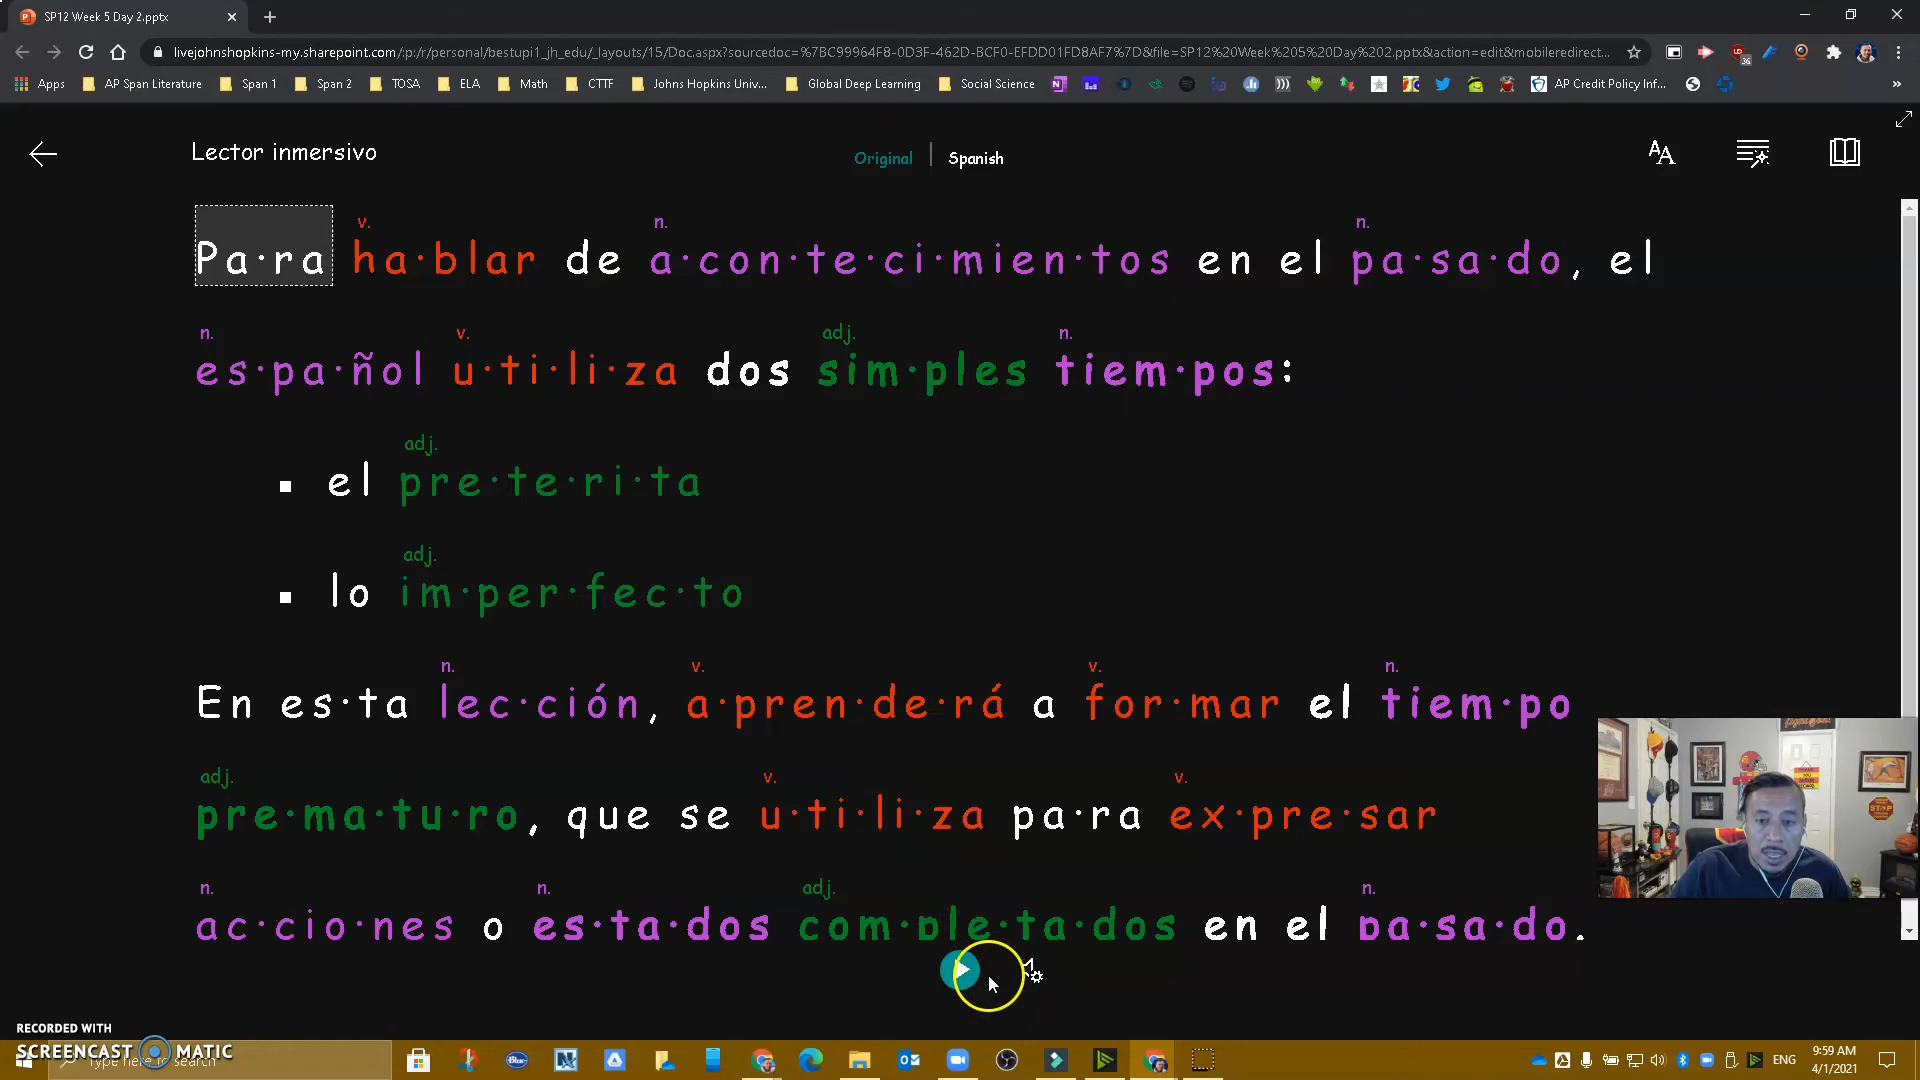 SP12 Week 5 Day 2.pptx
livejohnshopkins-my.sharepoint.com/:p:/r/personal/bestupi1_jh_edu/_layouts/15/Doc.aspx?sourcedoc=%7BC99964F8-0D3F-462D-BCF0-EFDD01FD8AF7%7D&file=SP12%20Week%205%20Day%202.pptx&action=edit&mobileredirect...
Apps AP Span Literature Span 1 Span 2 TOSA ELA Math CTTF Johns Hopkins Univ... Global Deep Learning Social Science AP Credit Policy Inf... »
Lector inmersivo
Original | Spanish
v. n. n.
Pa·ra ha·blar de a·con·te·ci·mien·tos en el pa·sa·do, el
n. v. adj. n.
es·pa·ñol u·ti·li·za dos sim·ples tiem·pos:
adj.
▪ el pre·te·ri·ta
adj.
▪ lo im·per·fec·to
n. v. v. n.
En es·ta lec·ción, a·pren·de·rá a for·mar el tiem·po
adj. v. v.
pre·ma·tu·ro, que se u·ti·li·za pa·ra ex·pre·sar
n. n. adj. n.
ac·cio·nes o es·ta·dos com·ple·ta·dos en el pa·sa·do.
RECORDED WITH
SCREENCAST MATIC
Type here to search
ENG
9:59 AM
4/1/2021